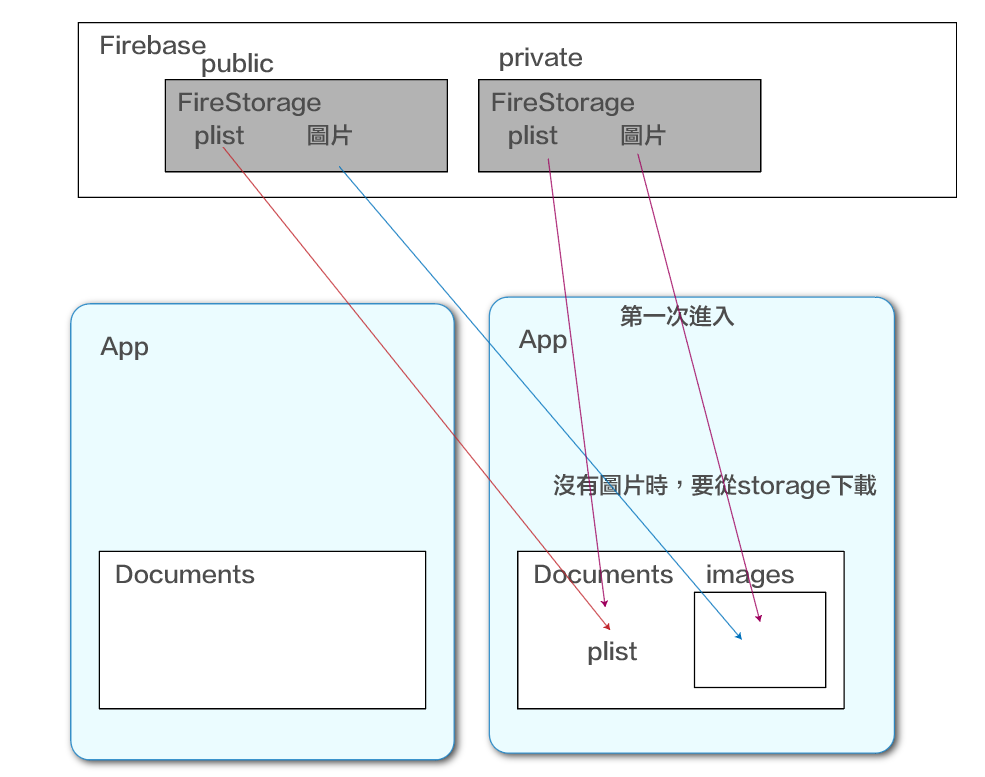 Firebase
public
private
FireStorage
plist 圖片
FireStorage
plist 圖片
App
Documents
第一次進入
App
沒有圖片時，要從storage下載
Documents
images
plist